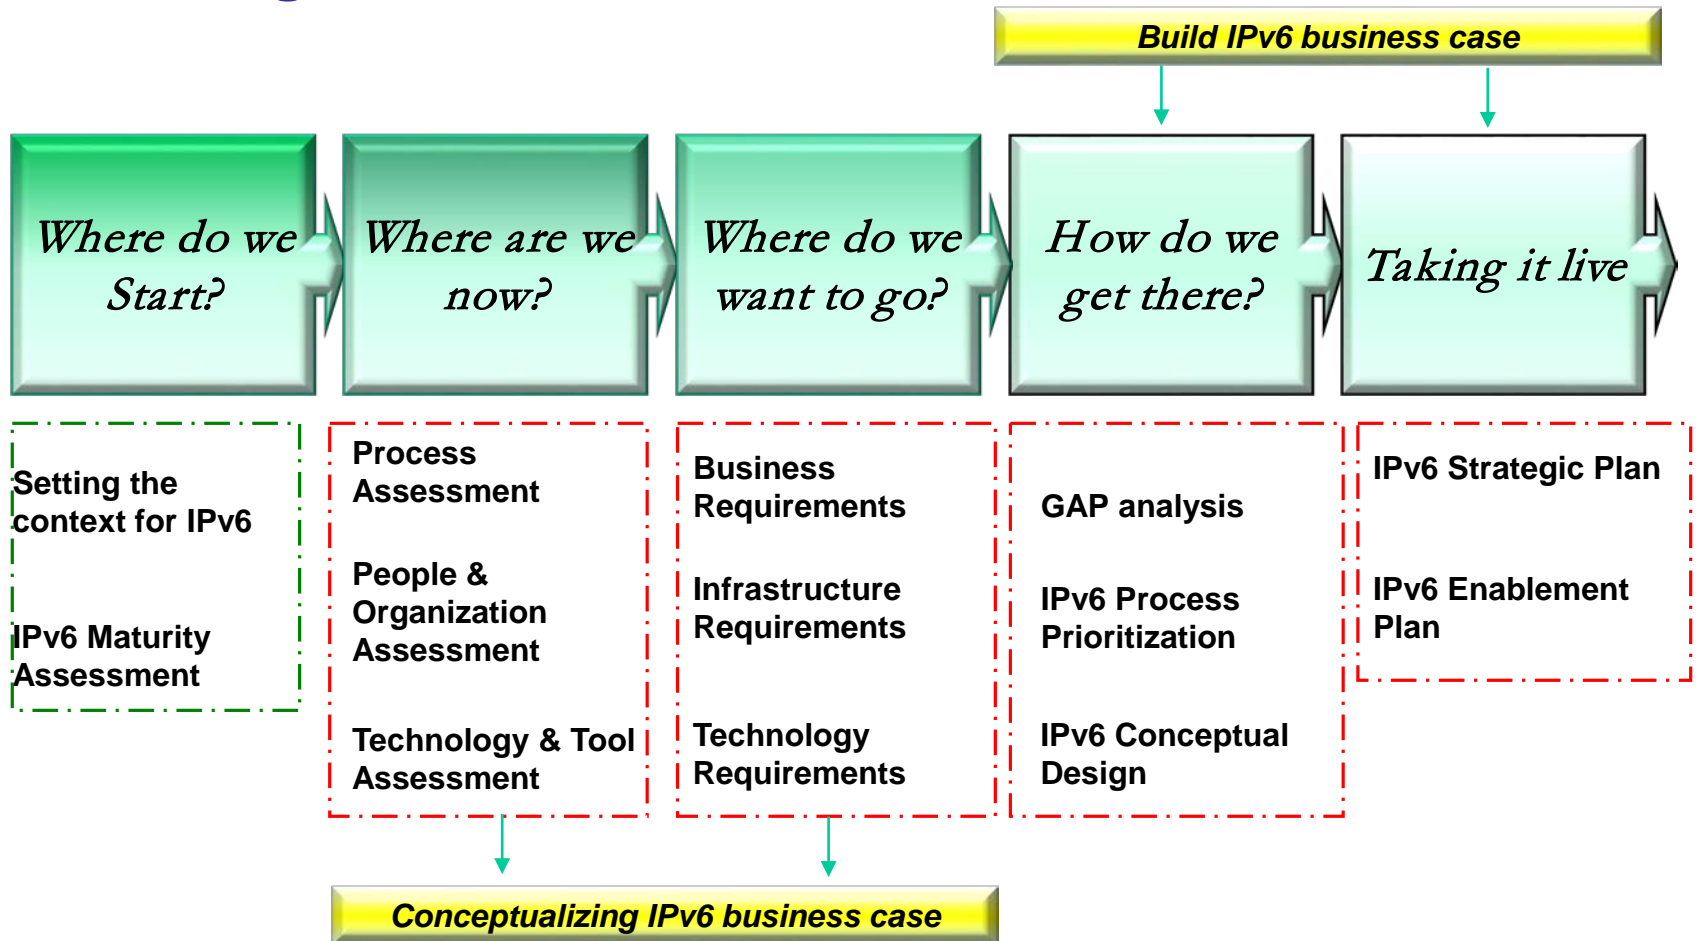 Build IPv6 business case
Where do we
Start?
Where are we
now?
Where do we
want to go?
How do we
get there?
Taking it live
Setting the
context for IPv6
IPv6 Maturity
Assessment
Process
Assessment
People &
Organization
Assessment
Technology & Tool
Assessment
Business
Requirements
Infrastructure
Requirements
Technology
Requirements
GAP analysis
IPv6 Process
Prioritization
IPv6 Conceptual
Design
IPv6 Strategic Plan
IPv6 Enablement
Plan
Conceptualizing IPv6 business case